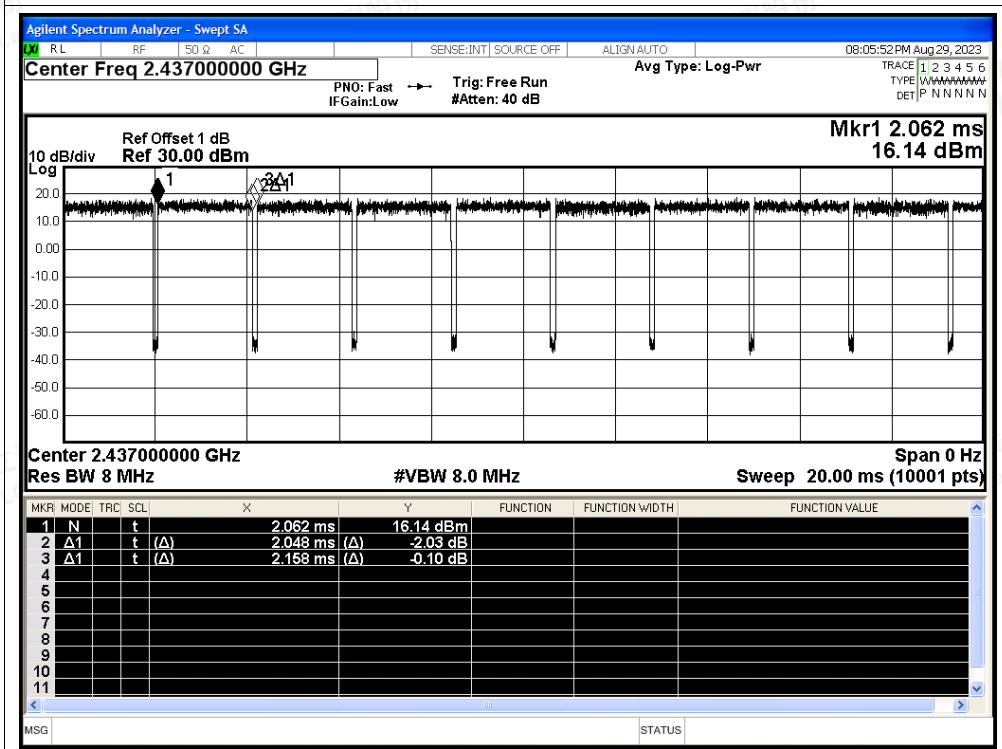 Agilent Spectrum Analyzer - Swept SA
LXI RL RF 50 Ω AC SENSE:INT SOURCE OFF ALIGN AUTO 08:05:52 PM Aug 29, 2023
Center Freq 2.437000000 GHz Avg Type: Log-Pwr TRACE 1 2 3 4 5 6
PNO: Fast Trig: Free Run TYPE WWWWWW
IFGain:Low #Atten: 40 dB DET P N N N N N
Mkr1 2.062 ms
16.14 dBm
Ref Offset 1 dB
10 dB/div Ref 30.00 dBm
Log
1 2Δ1 3Δ1
20.0
10.0
0.00
-10.0
-20.0
-30.0
-40.0
-50.0
-60.0
Center 2.437000000 GHz Span 0 Hz
Res BW 8 MHz #VBW 8.0 MHz Sweep 20.00 ms (10001 pts)
MKR MODE TRC SCL X Y FUNCTION FUNCTION WIDTH FUNCTION VALUE
1 N t 2.062 ms 16.14 dBm
2 Δ1 t (Δ) 2.048 ms (Δ) -2.03 dB
3 Δ1 t (Δ) 2.158 ms (Δ) -0.10 dB
4
5
6
7
8
9
10
11
MSG STATUS